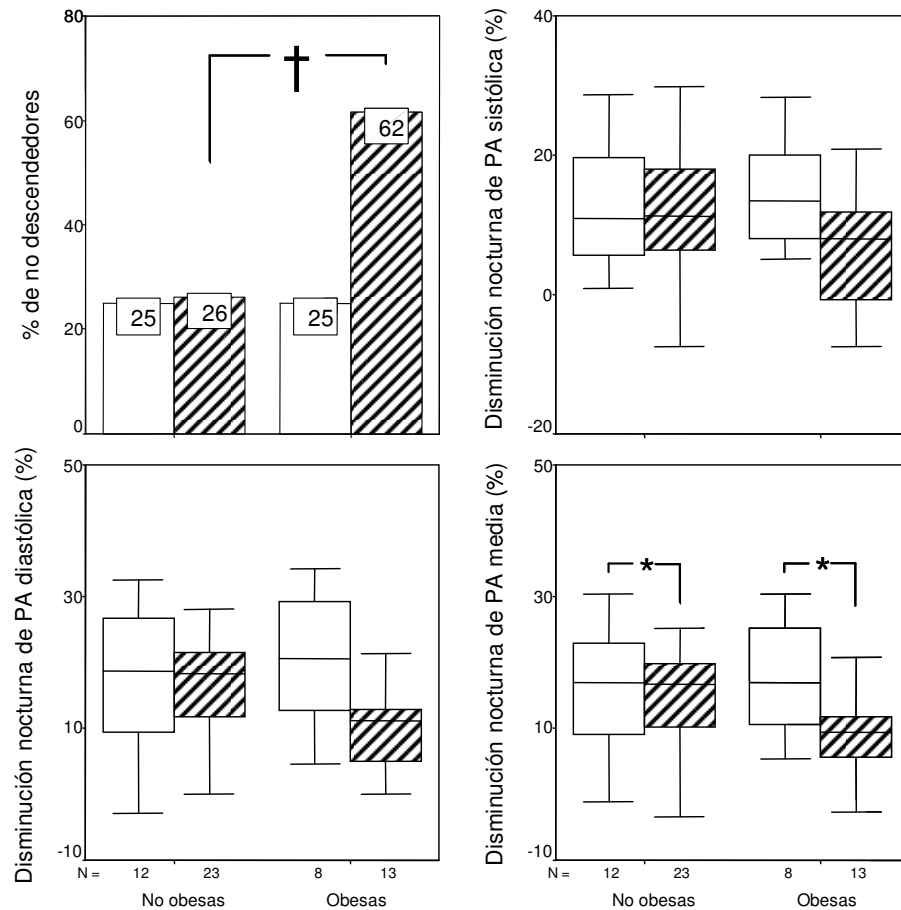 % de no descendedores
80
60
40
20
0
†
25
26
25
62
Disminución nocturna de PA sistólica (%)
40
20
0
-20
Disminución nocturna de PA diastólica (%)
50
30
10
-10
N = 12 23 8 13
No obesas Obesas
Disminución nocturna de PA media (%)
50
30
10
-10
* *
N = 12 23 8 13
No obesas Obesas